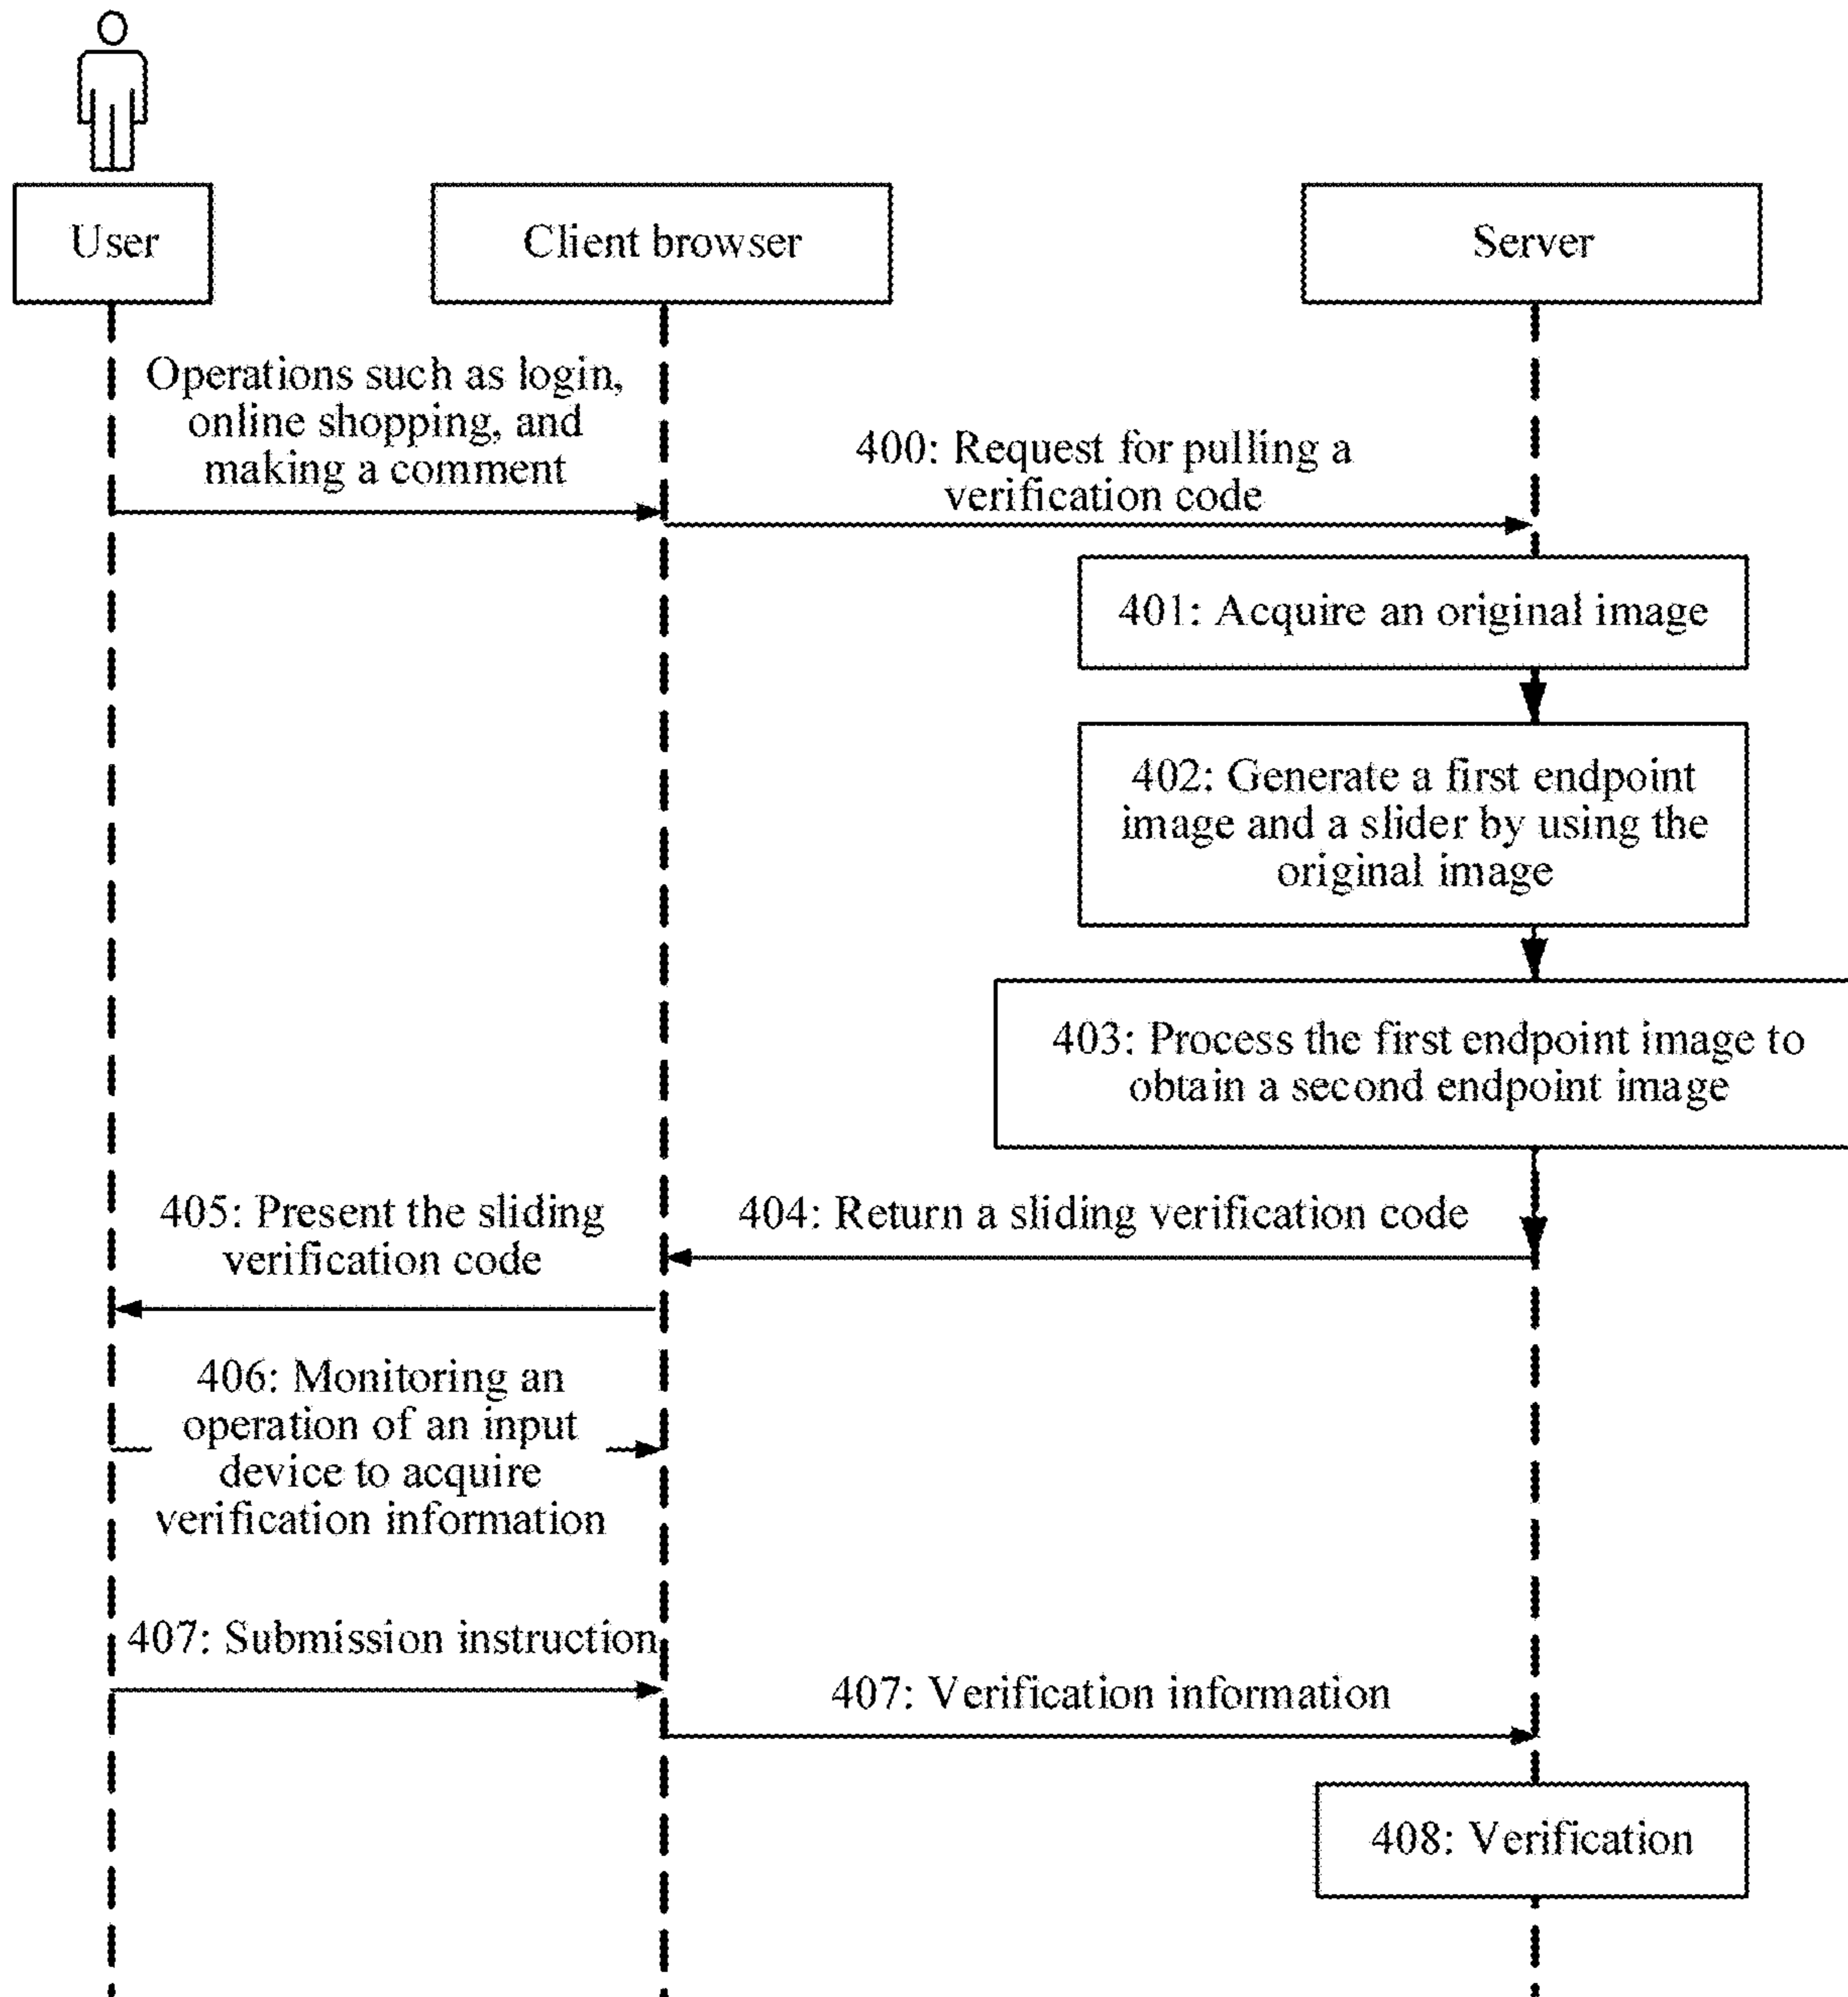 User
Client browser
Server
Operations such as login,
online shopping, and
making a comment
400: Request for pulling a
verification code
401: Acquire an original image
402: Generate a first endpoint
image and a slider by using the
original image
403: Process the first endpoint image to
obtain a second endpoint image
404: Return a sliding verification code
405: Present the sliding
verification code
406: Monitoring an
operation of an input
device to acquire
verification information
407: Submission instruction
407: Verification information
408: Verification